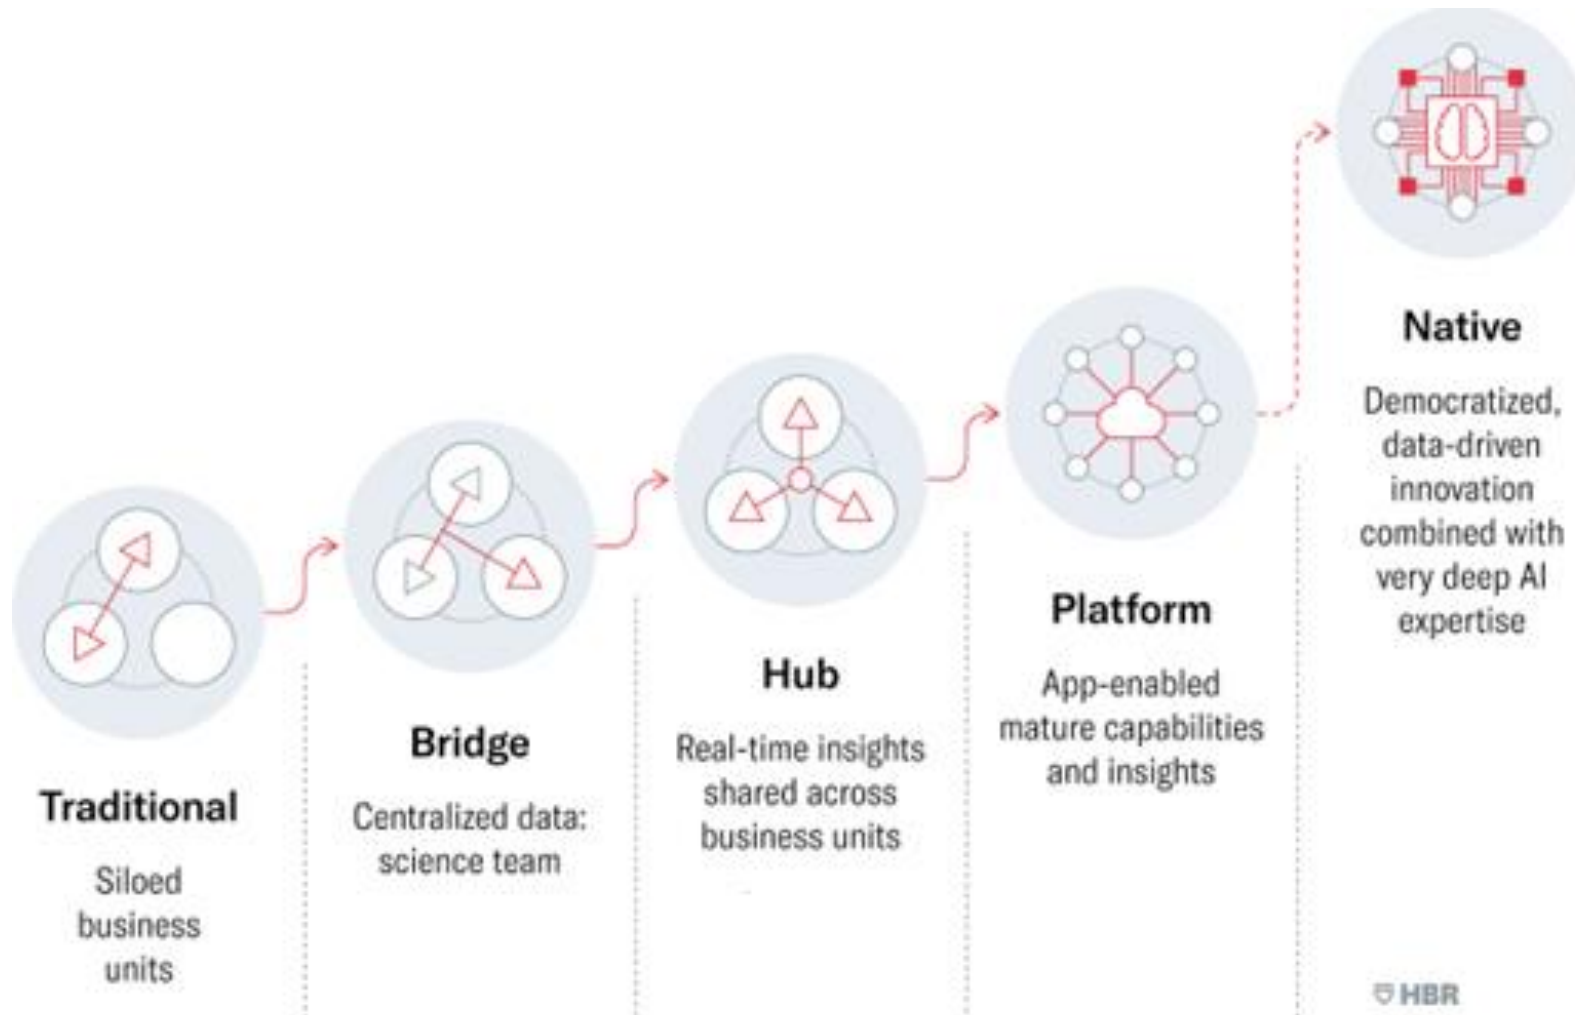 Traditional
Siloed
business
units
Bridge
Centralized data:
science team
Hub
Real-time insights
shared across
business units
Platform
App-enabled
mature capabilities
and insights
Native
Democratized,
data-driven
innovation
combined with
very deep AI
expertise
HBR